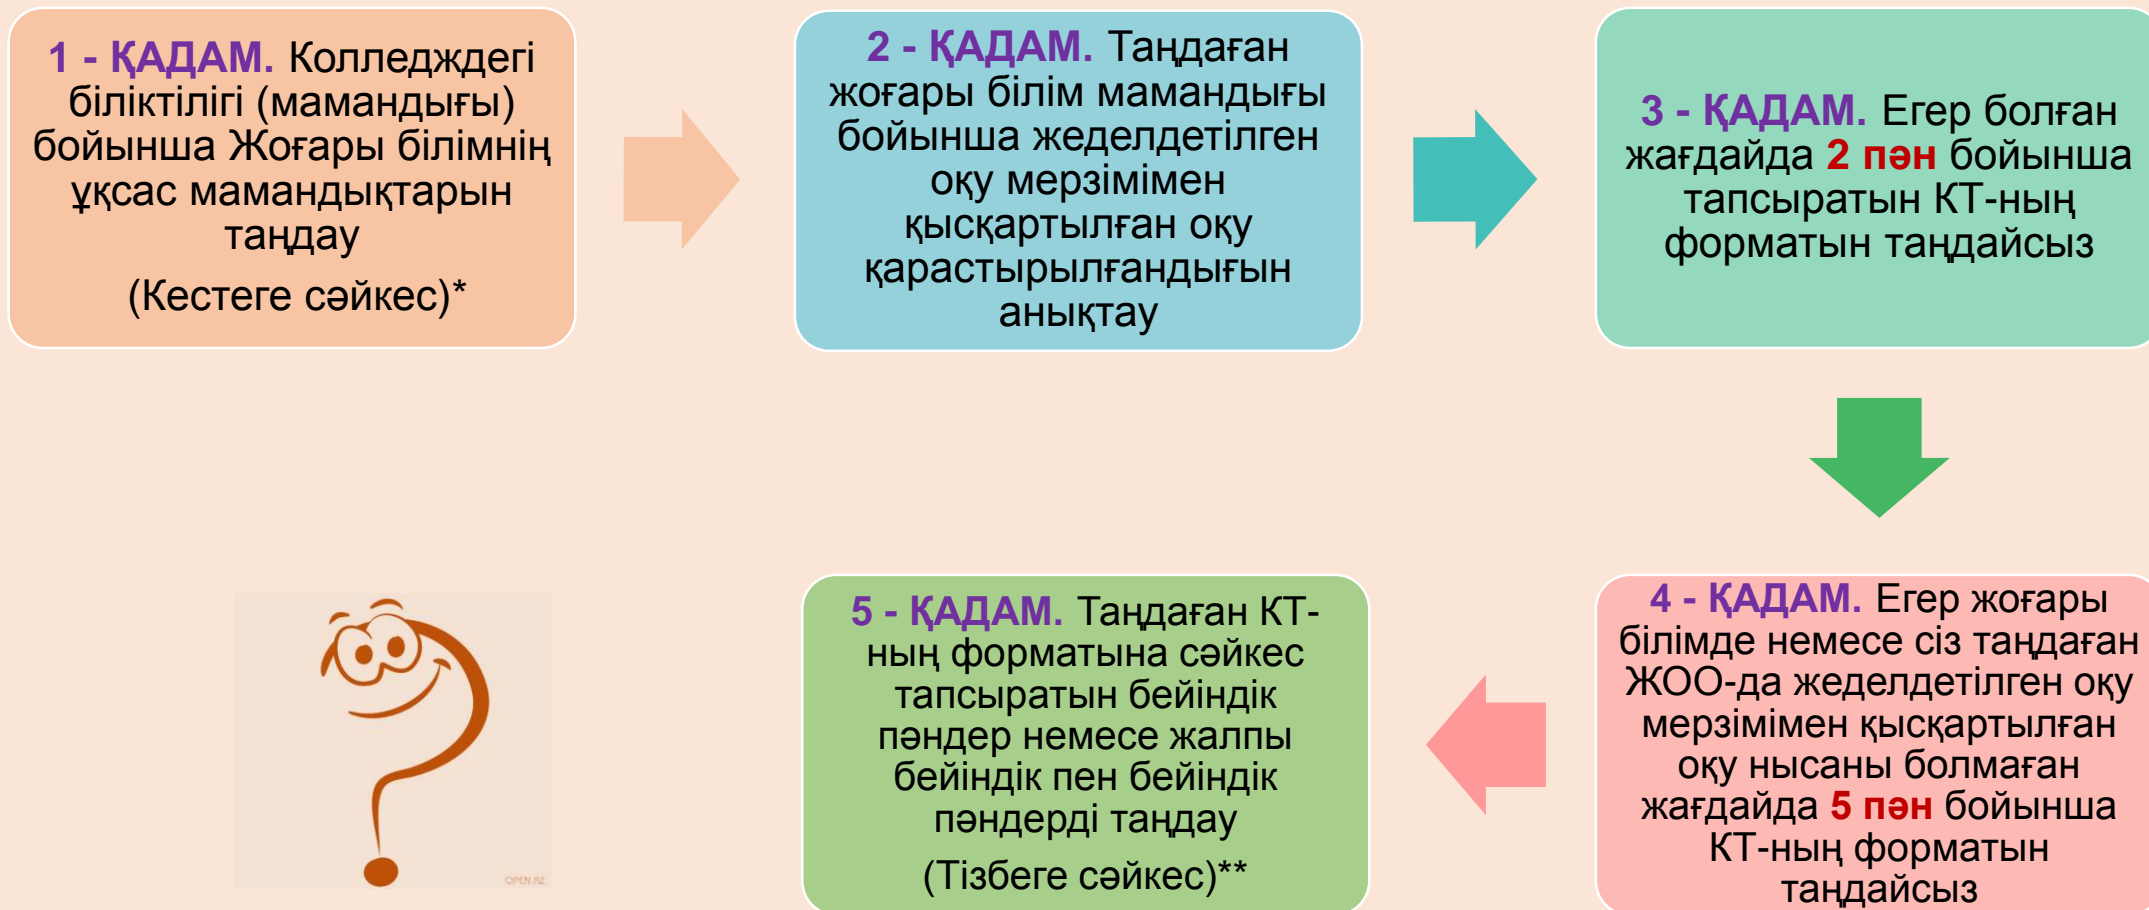 1 - ҚАДАМ. Колледждегі
біліктілігі (мамандығы)
бойынша Жоғары білімнің
ұқсас мамандықтарын
таңдау
(Кестеге сәйкес)*
2 - ҚАДАМ. Таңдаған
жоғары білім мамандығы
бойынша жеделдетілген
оқу мерзімімен
қысқартылған оқу
қарастырылғандығын
анықтау
3 - ҚАДАМ. Егер болған
жағдайда 2 пән бойынша
тапсыратын КТ-ның
форматын таңдайсыз
4 - ҚАДАМ. Егер жоғары
білімде немесе сіз таңдаған
ЖОО-да жеделдетілген оқу
мерзімімен қысқартылған
оқу нысаны болмаған
жағдайда 5 пән бойынша
КТ-ның форматын
таңдайсыз
5 - ҚАДАМ. Таңдаған КТ-
ның форматына сәйкес
тапсыратын бейіндік
пәндер немесе жалпы
бейіндік пен бейіндік
пәндерді таңдау
(Тізбеге сәйкес)**
OPEN.AZ